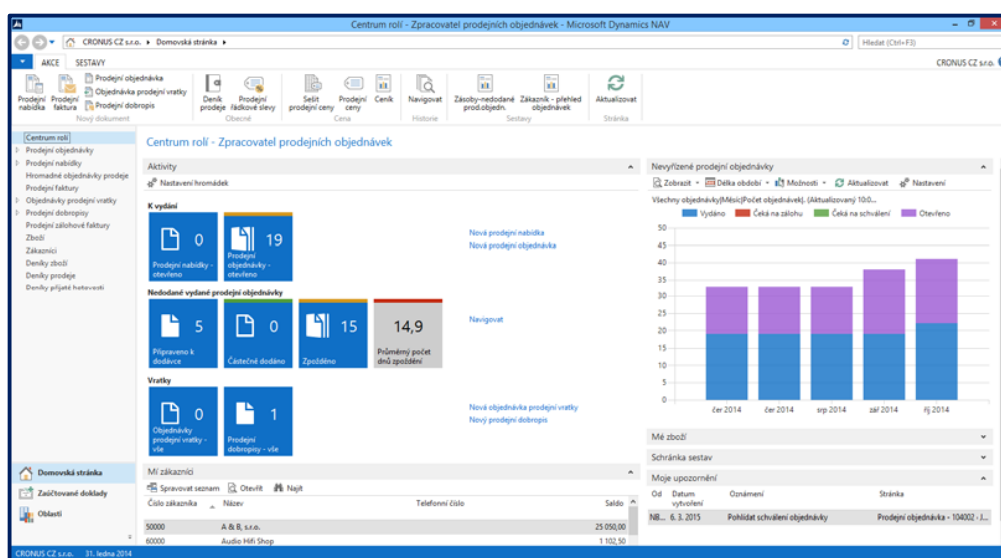 Centrum rolí - Zpracovatel prodejních objednávek - Microsoft Dynamics NAV
CRONUS CZ s.r.o. Domovská stránka
Hledat (Ctrl+F3)
AKCE SESTAVY
CRONUS CZ s.r.o.
Prodejní nabídka
Prodejní faktura
Prodejní objednávka
Objednávka prodejní vratky
Prodejní dobropis
Nový dokument
Deník prodeje
Prodejní řádkové slevy
Obecné
Sešit prodejní ceny
Prodejní ceny
Ceník
Cena
Navigovat
Historie
Zásoby-nedodané prod.objedn.
Zákazník - přehled objednávek
Sestavy
Aktualizovat
Stránka
Centrum rolí
Prodejní objednávky
Prodejní nabídky
Hromadné objednávky prodeje
Prodejní faktury
Objednávky prodejní vratky
Prodejní dobropisy
Prodejní zálohové faktury
Zboží
Zákazníci
Deníky zboží
Deníky prodeje
Deníky přijaté hotovosti
Domovská stránka
Zaúčtované doklady
Oblasti
Centrum rolí - Zpracovatel prodejních objednávek
Aktivity
Nastavení hromádek
K vydání
0
Prodejní nabídky - otevřeno
19
Prodejní objednávky - otevřeno
Nová prodejní nabídka
Nová prodejní objednávka
Nedodané vydané prodejní objednávky
5
Připraveno k dodávce
0
Částečně dodáno
15
Zpožděno
14,9
Průměrný počet dnů zpoždění
Navigovat
Vratky
0
Objednávky prodejní vratky - vše
1
Prodejní dobropisy - vše
Nová objednávka prodejní vratky
Nový prodejní dobropis
Mí zákazníci
Spravovat seznam Otevřít Najít
Číslo zákazníka Název Telefonní číslo Saldo
50000 A & B, s.r.o. 25 050,00
60000 Audio Hifi Shop 1 102,50
Nevyřízené prodejní objednávky
Zobrazit Délka období Možnosti Aktualizovat Nastavení
Všechny objednávky|Měsíc|Počet objednávek|. (Aktualizovaný 10:0...
Vydáno Čeká na zálohu Čeká na schválení Otevřeno
50
45
40
35
30
25
20
15
10
5
0
čer 2014 čer 2014 srp 2014 zář 2014 říj 2014
Mé zboží
Schránka sestav
Moje upozornění
Od Datum vytvoření Oznámení Stránka
NB... 6. 3. 2015 Pohlídat schválení objednávky Prodejní objednávka - 104002 - J...
CRONUS CZ s.r.o. 31. ledna 2014